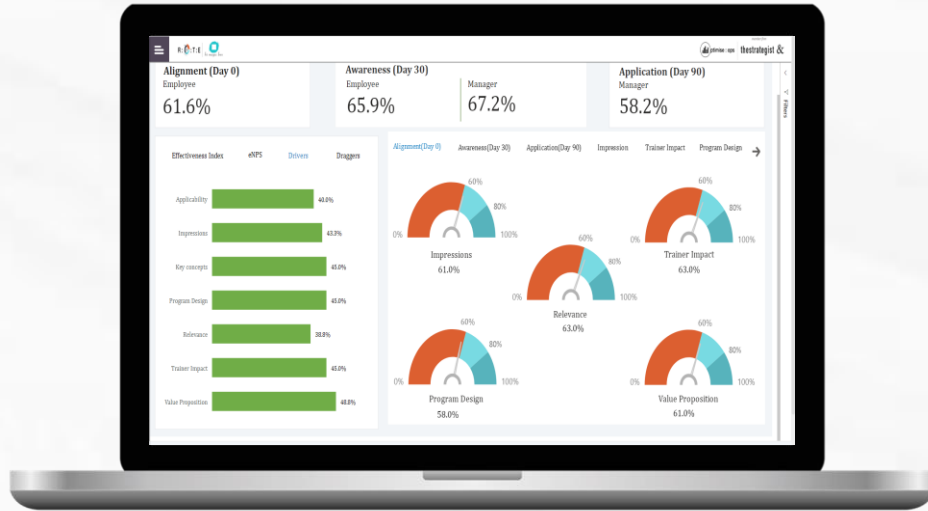 thestrategist &
Alignment (Day 0)
Employee
61.6%
Awareness (Day 30)
Employee
65.9%
Manager
67.2%
Application (Day 90)
Manager
58.2%
Filters
Effectiveness Index eNPS Drivers Draggers
Applicability 40.0%
Impressions 43.3%
Key concepts 45.0%
Program Design 45.0%
Relevance 38.8%
Trainer Impact 45.0%
Value Proposition 48.8%
Alignment(Day 0) Awareness(Day 30) Application(Day 90) Impression Trainer Impact Program Design
0% 60% 80% 100%
Impressions
61.0%
0% 60% 80% 100%
Trainer Impact
63.0%
0% 60% 80% 100%
Relevance
63.0%
0% 60% 80% 100%
Program Design
58.0%
0% 60% 80% 100%
Value Proposition
61.0%